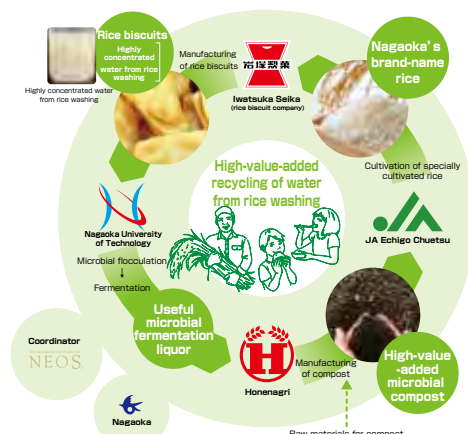 Rice biscuits
Highly
concentrated
water from rice
washing
Highly concentrated water
from rice washing
Manufacturing
of rice biscuits
岩塚製菓
Iwatsuka Seika
(rice biscuit company)
Nagaoka's
brand-name
rice
Cultivation of specially
cultivated rice
High-value-added
recycling of water
from rice washing
Nagaoka University
of Technology
Microbial flocculation
↓
Fermentation
JA Echigo Chuetsu
Useful
microbial
fermentation
liquor
Honenagri
Manufacturing
of compost
High-value
-added
microbial
compost
Coordinator
NEOS
Nagaoka
Raw materials for compost